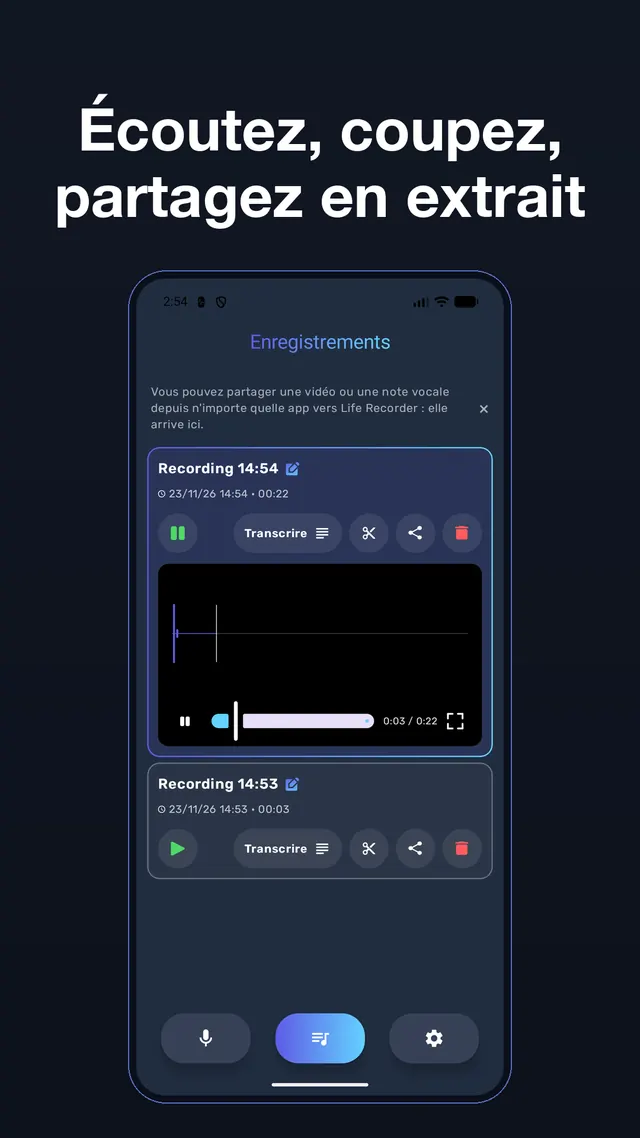 Écoutez, coupez,
partagez en extrait
2:54
Enregistrements
Vous pouvez partager une vidéo ou une note vocale
depuis n'importe quelle app vers Life Recorder : elle
arrive ici.
Recording 14:54
23/11/26 14:54 • 00:22
Transcrire
0:03 / 0:22
Recording 14:53
23/11/26 14:53 • 00:03
Transcrire